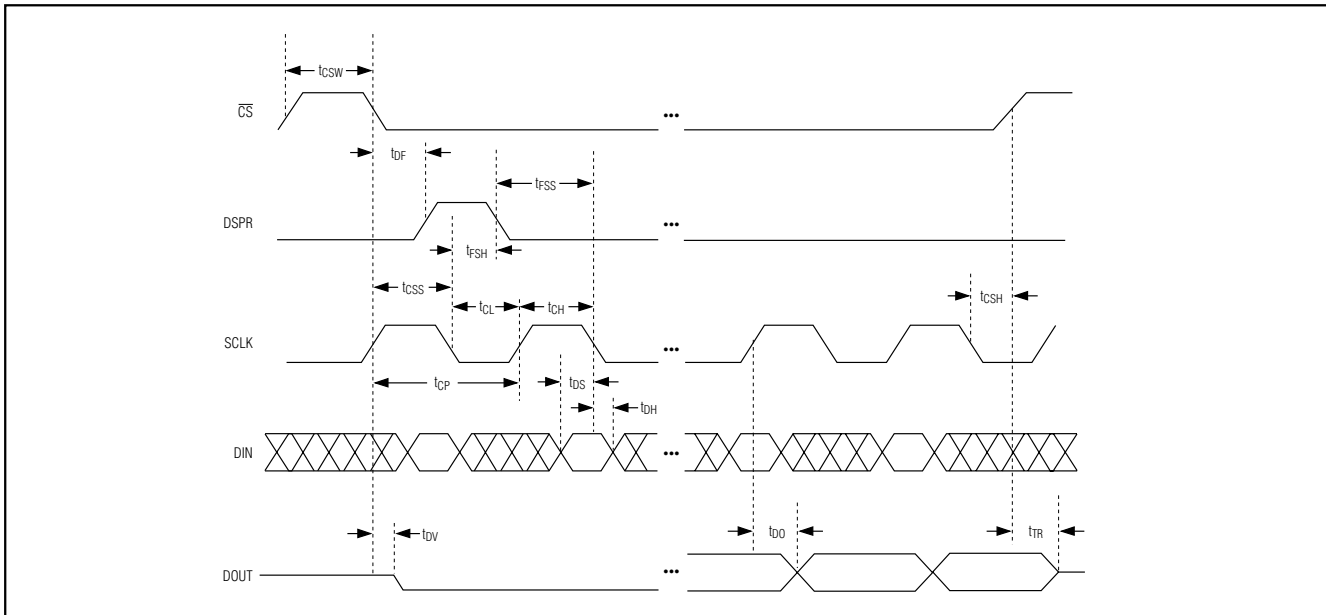 tCSW
CS
•••
tDF
tFSS
DSPR
•••
tFSH
tCSS
tCL
tCH
tCSH
SCLK
•••
tCP
tDS
tDH
DIN
•••
tDV
tDO
tTR
DOUT
•••